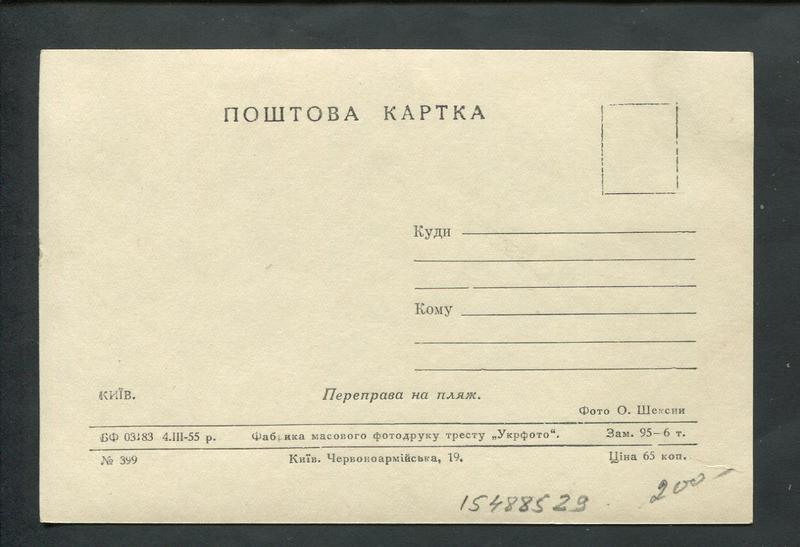 ПОШТОВА КАРТКА
Куди
Кому
КИЇВ.
Переправа на пляж.
Фото О. Шексни
БФ 03183 4.III-55 р.
Фабрика масового фотодруку тресту „Укрфото“.
Зам. 95–6 т.
№ 399
Київ. Червоноармійська, 19.
Ціна 65 коп.
15488529
200-